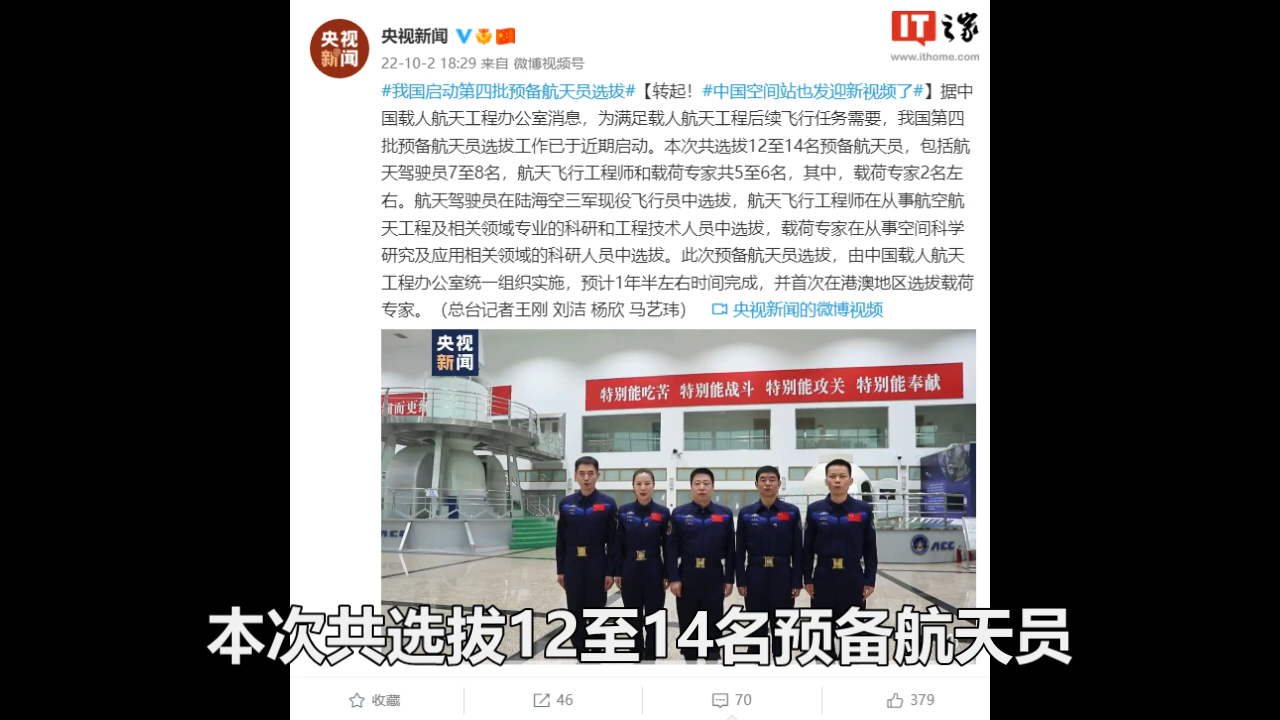 央视新闻
央视
新闻
22-10-2 18:29 来自 微博视频号
IT之家
www.ithome.com
#我国启动第四批预备航天员选拔#【转起！#中国空间站也发迎新视频了#】据中
国载人航天工程办公室消息，为满足载人航天工程后续飞行任务需要，我国第四
批预备航天员选拔工作已于近期启动。本次共选拔12至14名预备航天员，包括航
天驾驶员7至8名，航天飞行工程师和载荷专家共5至6名，其中，载荷专家2名左
右。航天驾驶员在陆海空三军现役飞行员中选拔，航天飞行工程师在从事航空航
天工程及相关领域专业的科研和工程技术人员中选拔，载荷专家在从事空间科学
研究及应用相关领域的科研人员中选拔。此次预备航天员选拔，由中国载人航天
工程办公室统一组织实施，预计1年半左右时间完成，并首次在港澳地区选拔载荷
专家。（总台记者王刚 刘洁 杨欣 马艺玮） 央视新闻的微博视频
央视
新闻
特别能吃苦 特别能战斗 特别能攻关 特别能奉献
而更
ACC
本次共选拔12至14名预备航天员
收藏
46
70
379